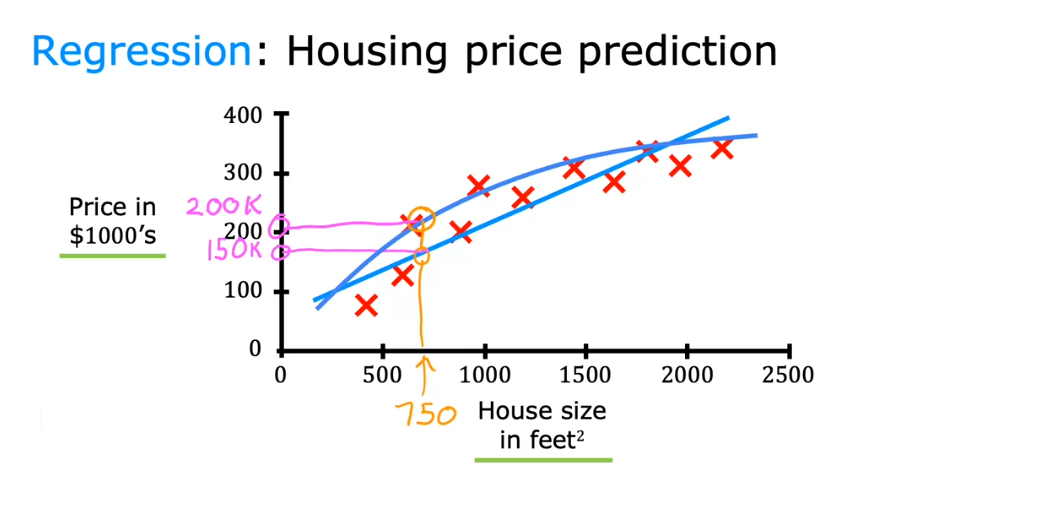 Regression: Housing price prediction
400
300
Price in
$1000's
200K
200
150K
100
0
0 500 1000 1500 2000 2500
750
House size
in feet²